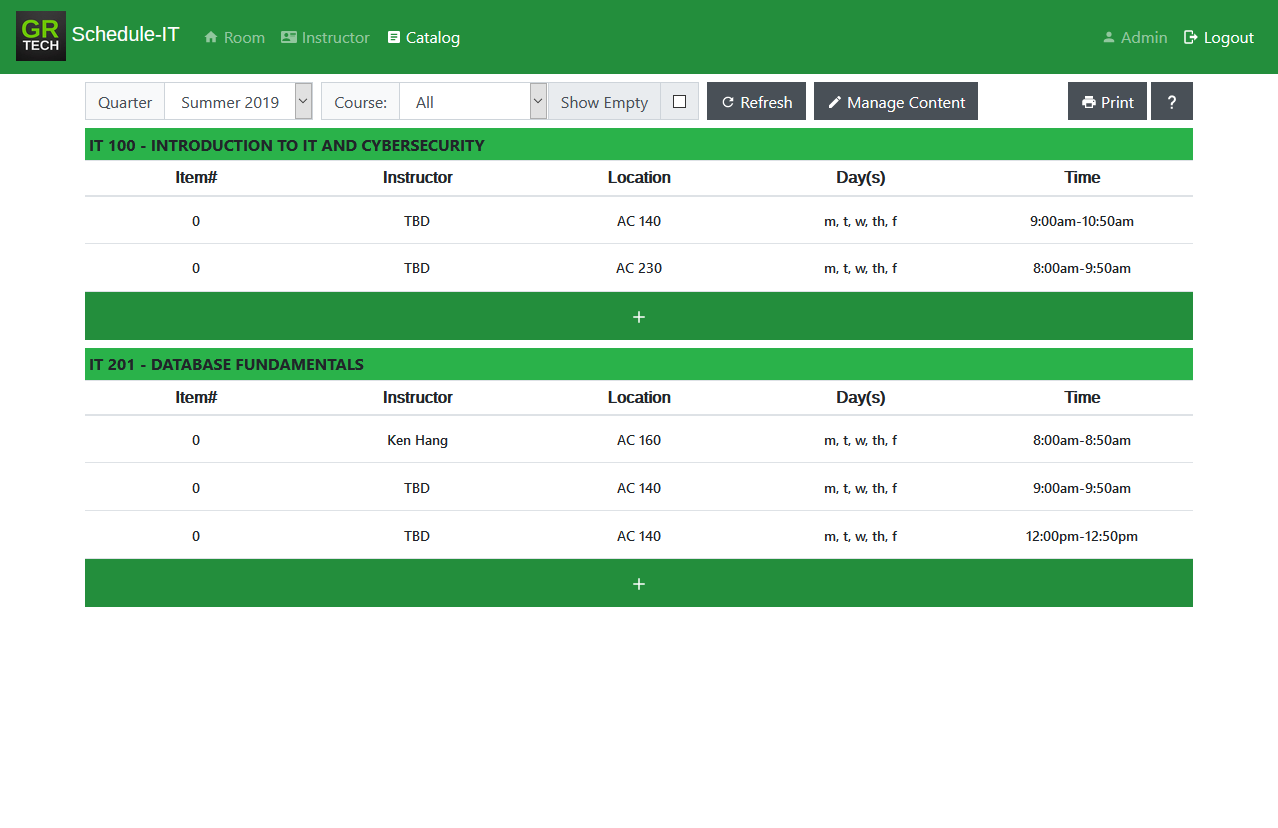 GR
TECH
Schedule-IT Room Instructor Catalog Admin Logout
Quarter Summer 2019 Course: All Show Empty Refresh Manage Content Print ?
IT 100 - INTRODUCTION TO IT AND CYBERSECURITY
Item# Instructor Location Day(s) Time
0 TBD AC 140 m, t, w, th, f 9:00am-10:50am
0 TBD AC 230 m, t, w, th, f 8:00am-9:50am
+
IT 201 - DATABASE FUNDAMENTALS
Item# Instructor Location Day(s) Time
0 Ken Hang AC 160 m, t, w, th, f 8:00am-8:50am
0 TBD AC 140 m, t, w, th, f 9:00am-9:50am
0 TBD AC 140 m, t, w, th, f 12:00pm-12:50pm
+